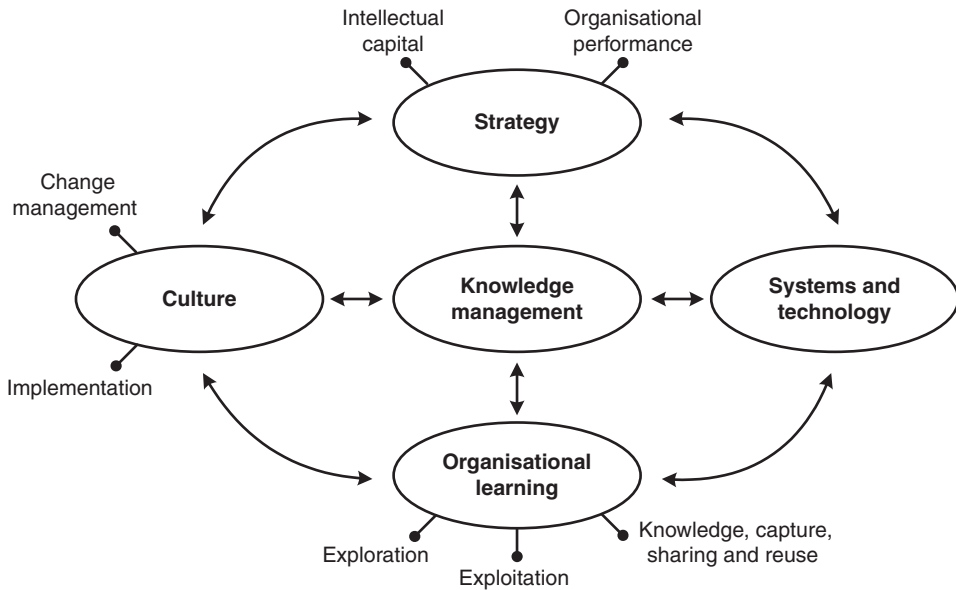 Intellectual
capital
Organisational
performance
Strategy
Change
management
Culture
Knowledge
management
Systems and
technology
Implementation
Organisational
learning
Exploration
Exploitation
Knowledge, capture,
sharing and reuse